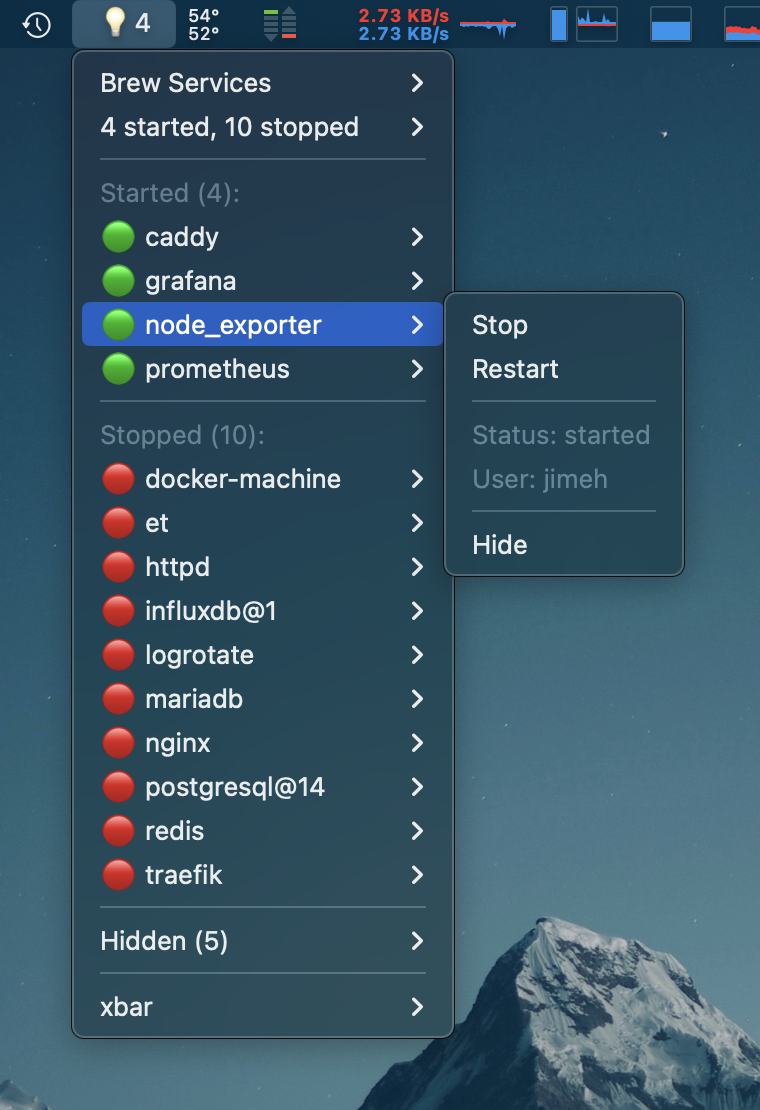 4
54°
52°
2.73 KB/s
2.73 KB/s
Brew Services
4 started, 10 stopped
Started (4):
caddy
grafana
node_exporter
prometheus
Stop
Restart
Status: started
User: jimeh
Hide
Stopped (10):
docker-machine
et
httpd
influxdb@1
logrotate
mariadb
nginx
postgresql@14
redis
traefik
Hidden (5)
xbar